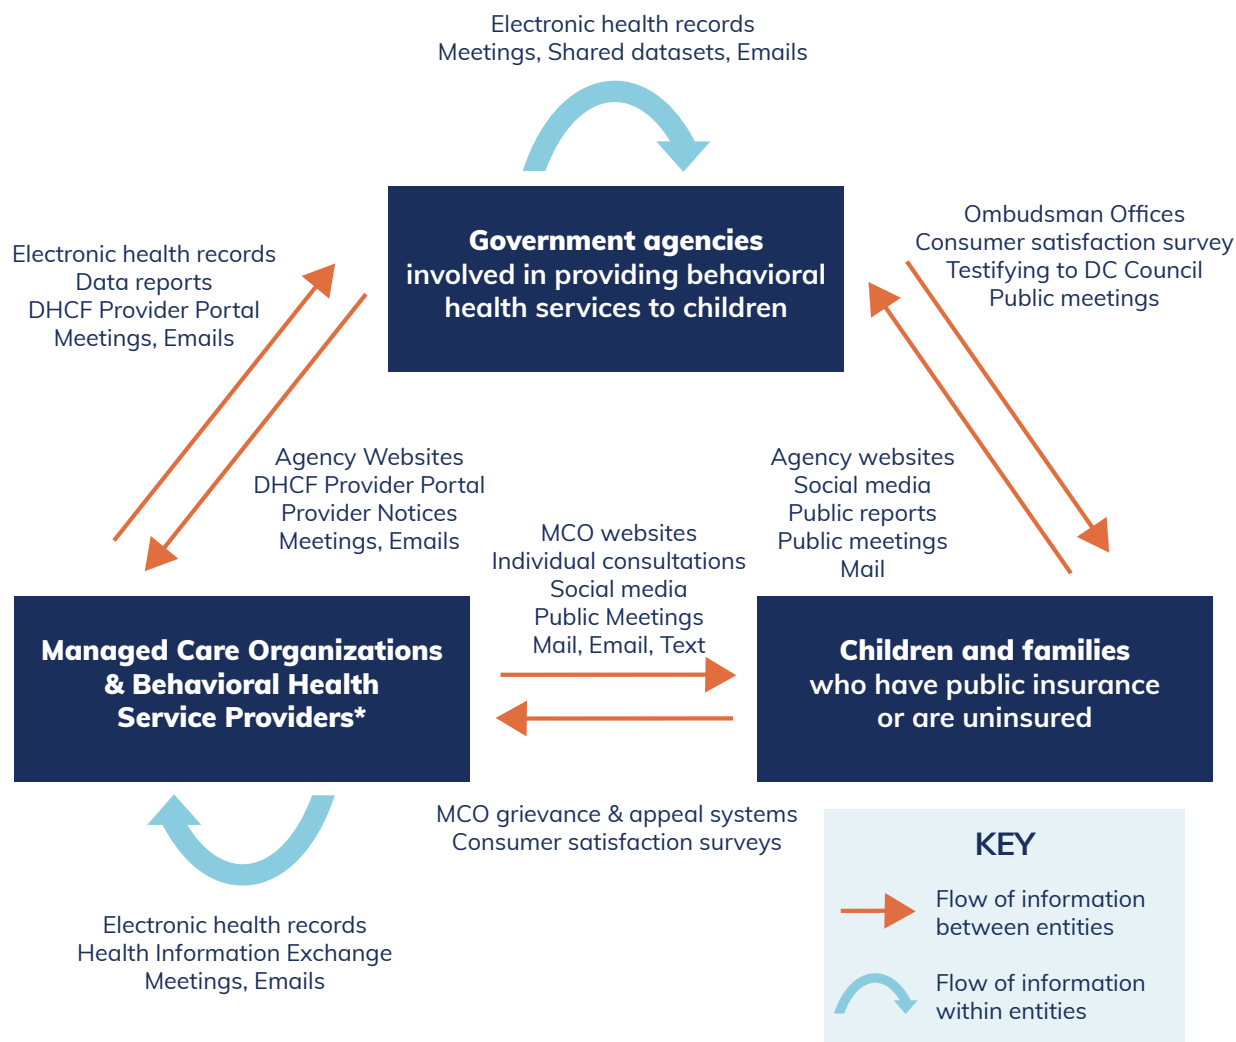 Electronic health records
Meetings, Shared datasets, Emails
Government agencies
involved in providing behavioral
health services to children
Ombudsman Offices
Consumer satisfaction survey
Testifying to DC Council
Public meetings
Electronic health records
Data reports
DHCF Provider Portal
Meetings, Emails
Agency Websites
DHCF Provider Portal
Provider Notices
Meetings, Emails
Agency websites
Social media
Public reports
Public meetings
Mail
MCO websites
Individual consultations
Social media
Public Meetings
Mail, Email, Text
Managed Care Organizations
& Behavioral Health
Service Providers*
Children and families
who have public insurance
or are uninsured
MCO grievance & appeal systems
Consumer satisfaction surveys
Electronic health records
Health Information Exchange
Meetings, Emails
KEY
Flow of information
between entities
Flow of information
within entities